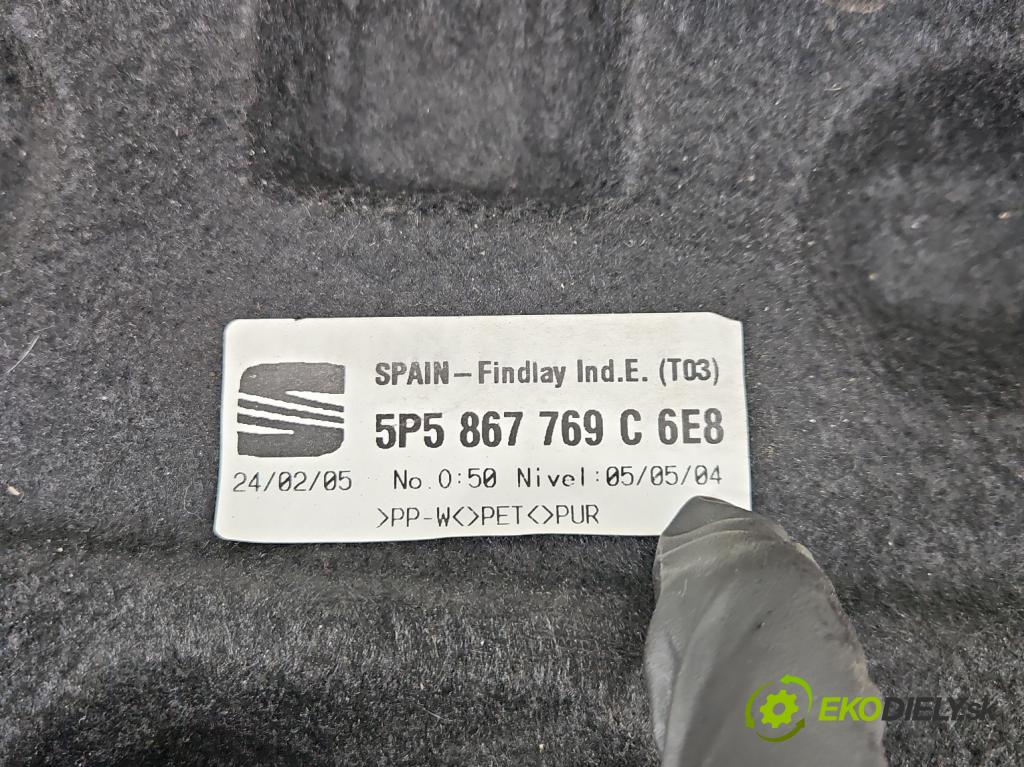 SPAIN – Findlay Ind.E. (T03)
5P5 867 769 C 6E8
24/02/05 No.0:50 Nivel:05/05/04
>PP-W<>PET<>PUR
EKODIELY.sk